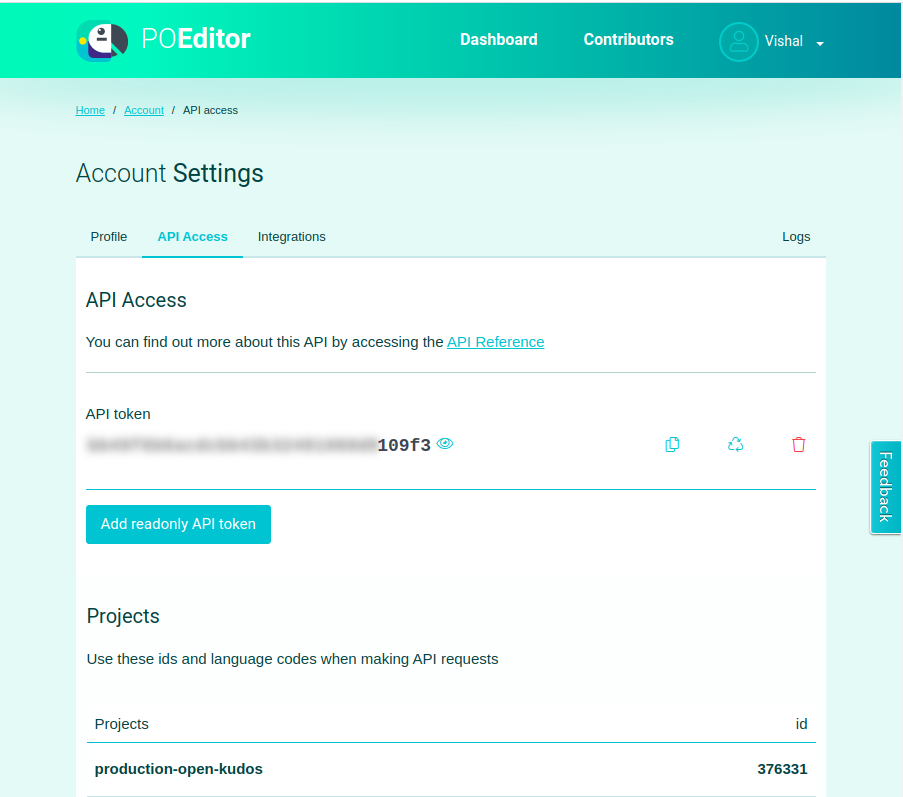 POEditor
Dashboard
Contributors
Vishal
Home / Account / API access
Account Settings
Profile
API Access
Integrations
Logs
API Access
You can find out more about this API by accessing the API Reference
API token
109f3
Add readonly API token
Feedback
Projects
Use these ids and language codes when making API requests
Projects id
production-open-kudos 376331